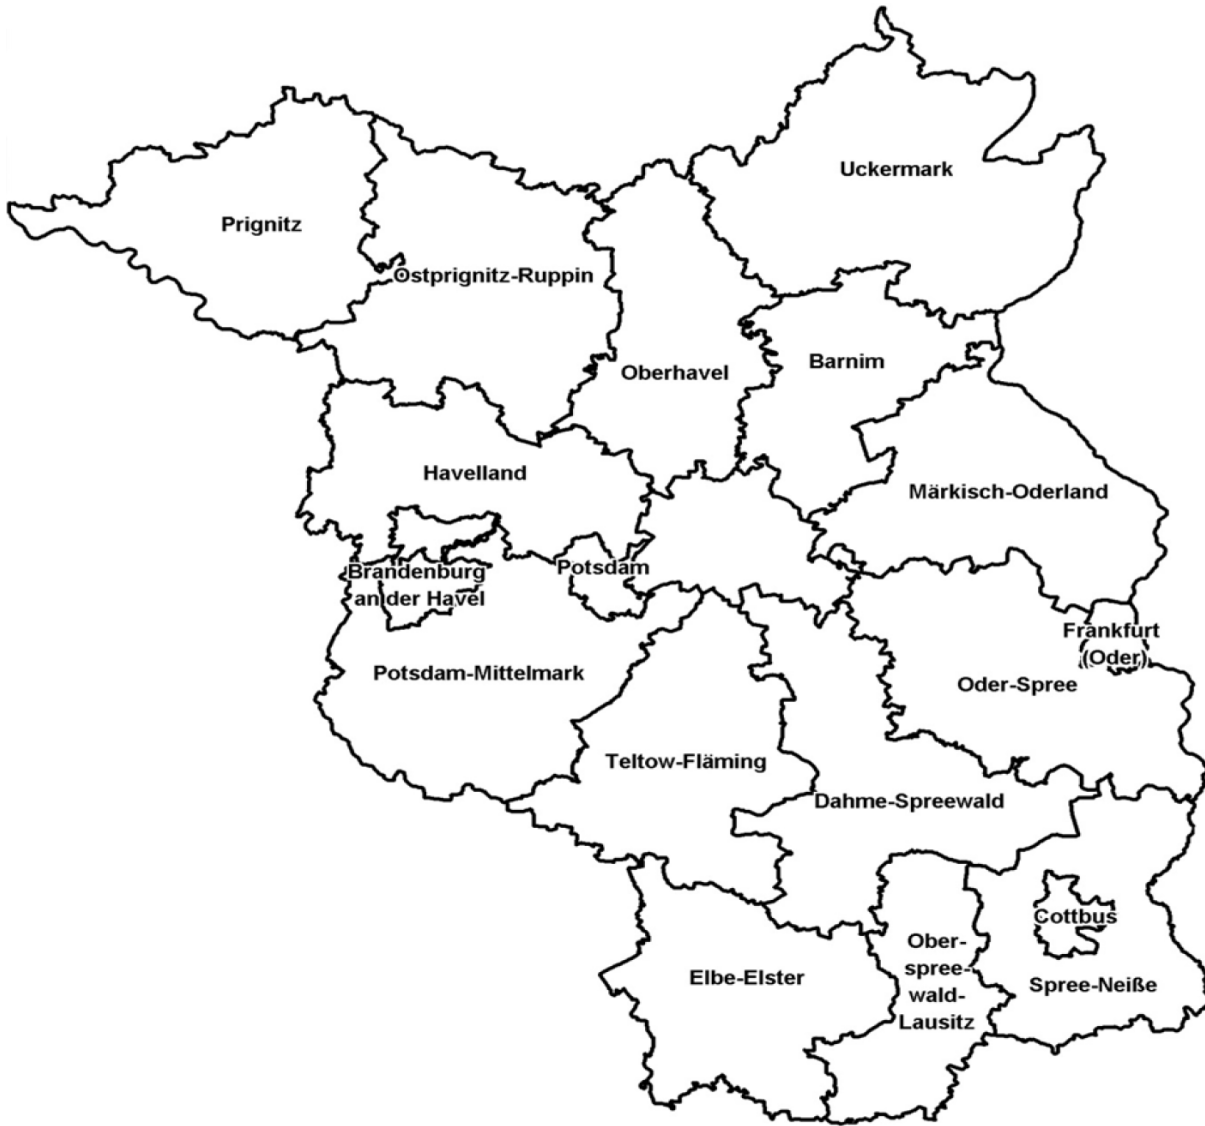 Uckermark
Prignitz
Ostprignitz-Ruppin
Barnim
Oberhavel
Havelland
Märkisch-Oderland
Potsdam
Brandenburg
an der Havel
Frankfurt
(Oder)
Potsdam-Mittelmark
Oder-Spree
Teltow-Fläming
Dahme-Spreewald
Cottbus
Ober-
spree-
wald-
Lausitz
Elbe-Elster
Spree-Neiße